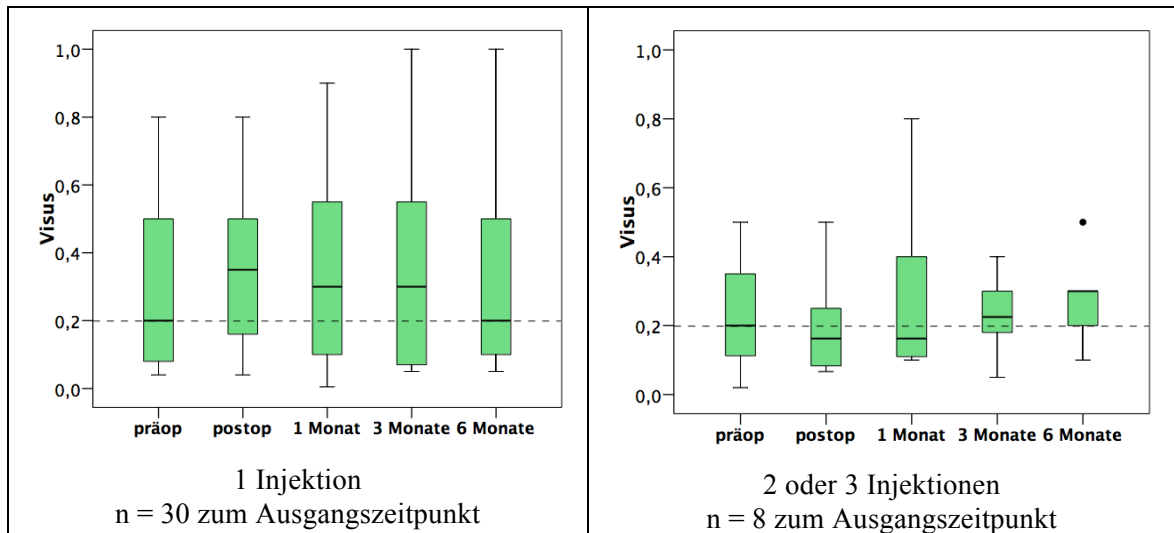 1,0
0,8
0,6
0,4
0,2
0,0
Visus
präop postop 1 Monat 3 Monate 6 Monate
1 Injektion
n = 30 zum Ausgangszeitpunkt
1,0
0,8
0,6
0,4
0,2
0,0
Visus
präop postop 1 Monat 3 Monate 6 Monate
2 oder 3 Injektionen
n = 8 zum Ausgangszeitpunkt